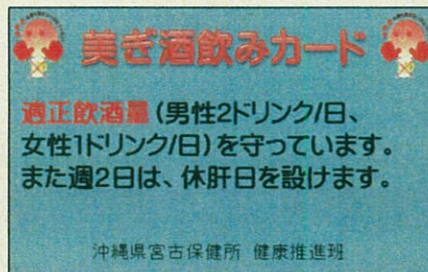 美ぎ酒飲みカード
適正飲酒量(男性2ドリンク/日、
女性1ドリンク/日)を守っています。
また週2日は、休肝日を設けます。
沖縄県宮古保健所 健康推進班